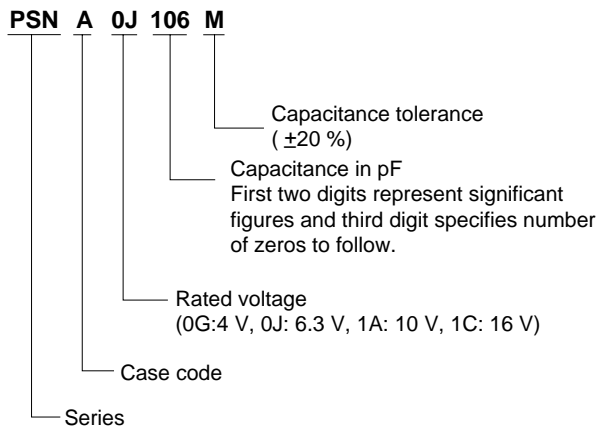 PSN A 0J 106 M
Capacitance tolerance
( ±20 %)
Capacitance in pF
First two digits represent significant
figures and third digit specifies number
of zeros to follow.
Rated voltage
(0G:4 V, 0J: 6.3 V, 1A: 10 V, 1C: 16 V)
Case code
Series